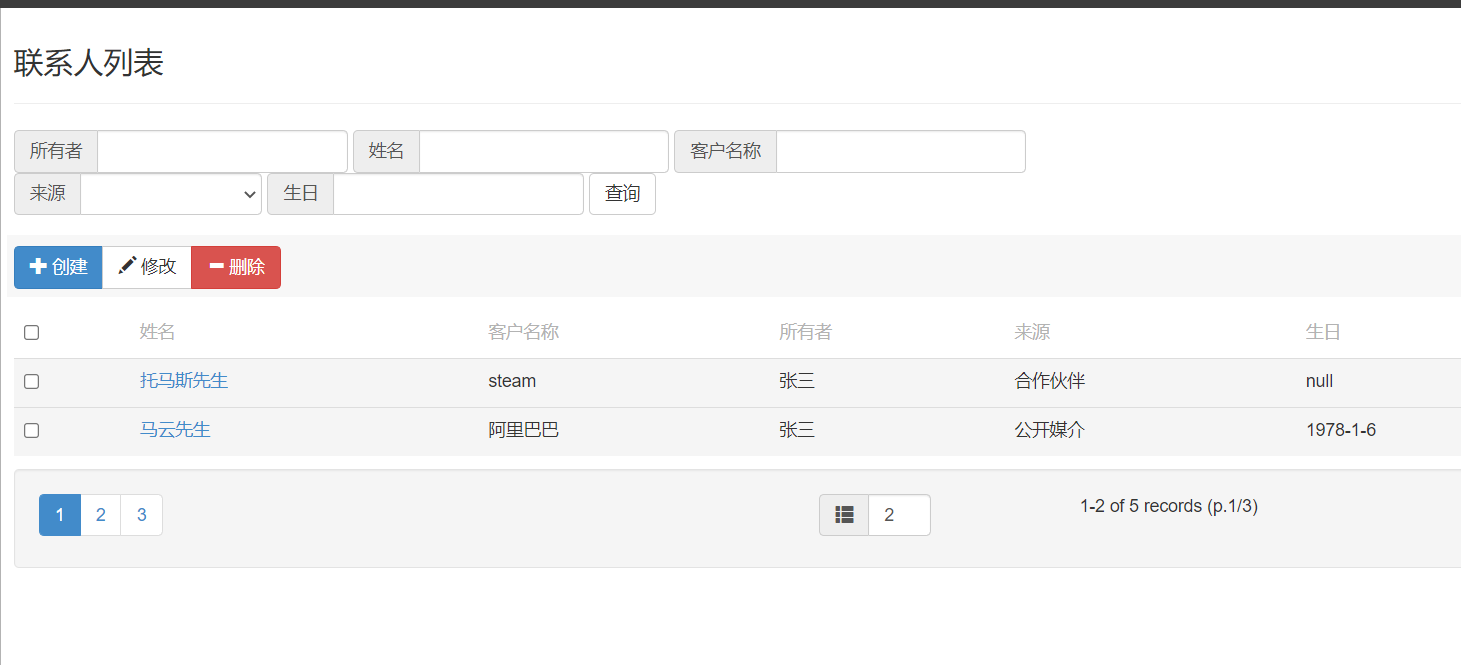 联系人列表
所有者 姓名 客户名称
来源 生日 查询
创建 修改 删除
姓名 客户名称 所有者 来源 生日
托马斯先生 steam 张三 合作伙伴 null
马云先生 阿里巴巴 张三 公开媒介 1978-1-6
1 2 3 2 1-2 of 5 records (p.1/3)